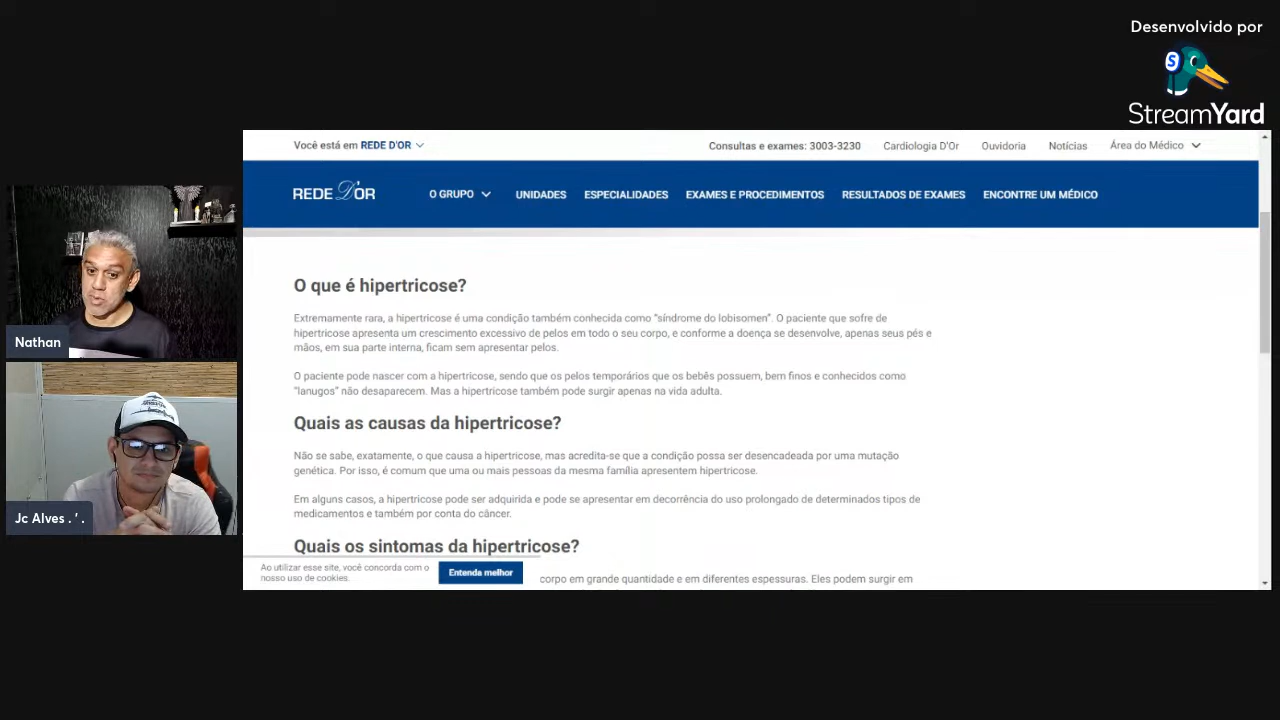 Desenvolvido por
StreamYard
Você está em REDE D'OR
Consultas e exames: 3003-3230
Cardiologia D'Or
Ouvidoria
Notícias
Área do Médico
REDE D'OR
O GRUPO
UNIDADES
ESPECIALIDADES
EXAMES E PROCEDIMENTOS
RESULTADOS DE EXAMES
ENCONTRE UM MÉDICO
O que é hipertricose?
Extremamente rara, a hipertricose é uma condição também conhecida como “síndrome do lobisomen”. O paciente que sofre de
hipertricose apresenta um crescimento excessivo de pelos em todo o seu corpo, e conforme a doença se desenvolve, apenas seus pés e
mãos, em sua parte interna, ficam sem apresentar pelos.
O paciente pode nascer com a hipertricose, sendo que os pelos temporários que os bebês possuem, bem finos e conhecidos como
“lanugos” não desaparecem. Mas a hipertricose também pode surgir apenas na vida adulta.
Quais as causas da hipertricose?
Não se sabe, exatamente, o que causa a hipertricose, mas acredita-se que a condição possa ser desencadeada por uma mutação
genética. Por isso, é comum que uma ou mais pessoas da mesma família apresentem hipertricose.
Em alguns casos, a hipertricose pode ser adquirida e pode se apresentar em decorrência do uso prolongado de determinados tipos de
medicamentos e também por conta do câncer.
Quais os sintomas da hipertricose?
corpo em grande quantidade e em diferentes espessuras. Eles podem surgir em
Ao utilizar esse site, você concorda com o
nosso uso de cookies.
Entenda melhor
Nathan
Jc Alves . ' .